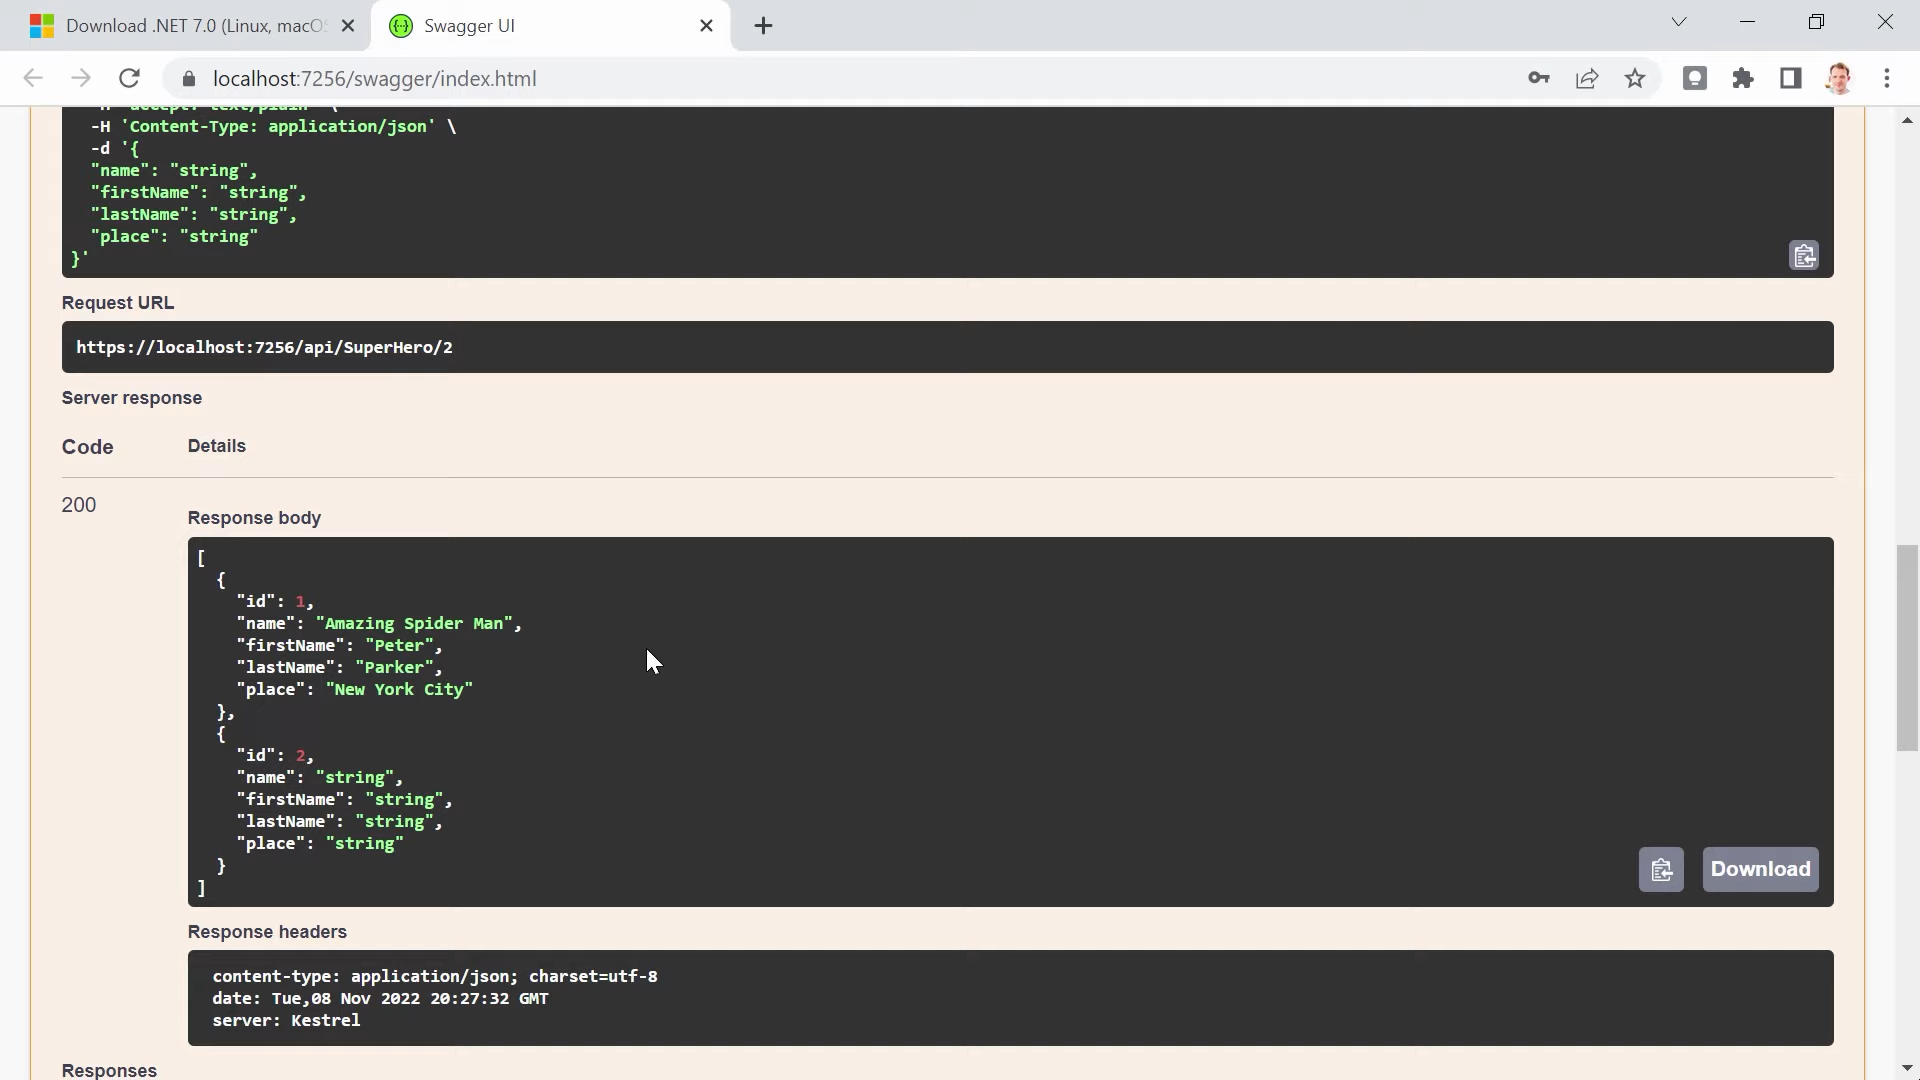 Download .NET 7.0 (Linux, macOS
Swagger UI
localhost:7256/swagger/index.html
-H 'accept: text/plain' \
-H 'Content-Type: application/json' \
-d '{
"name": "string",
"firstName": "string",
"lastName": "string",
"place": "string"
}'
Request URL
https://localhost:7256/api/SuperHero/2
Server response
Code
Details
200
Response body
[
{
"id": 1,
"name": "Amazing Spider Man",
"firstName": "Peter",
"lastName": "Parker",
"place": "New York City"
},
{
"id": 2,
"name": "string",
"firstName": "string",
"lastName": "string",
"place": "string"
}
]
Download
Response headers
content-type: application/json; charset=utf-8
date: Tue,08 Nov 2022 20:27:32 GMT
server: Kestrel
Responses